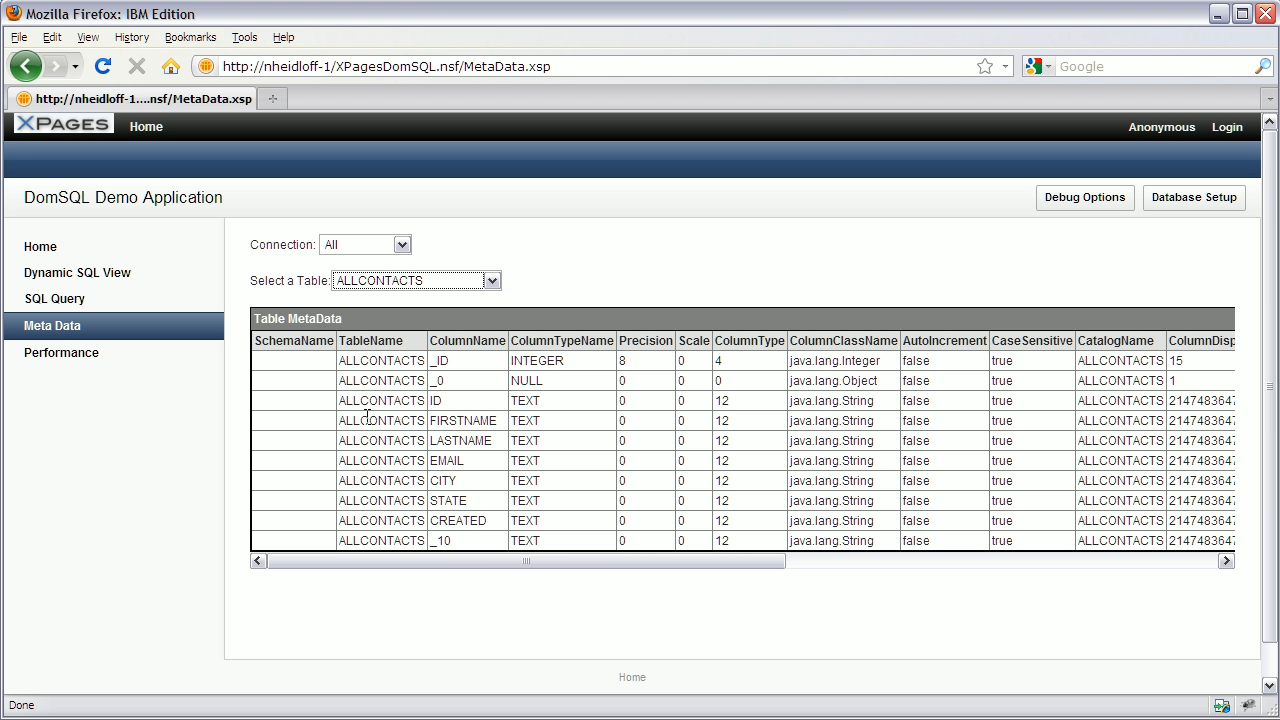 Mozilla Firefox: IBM Edition
File Edit View History Bookmarks Tools Help
http://nheidloff-1/XPagesDomSQL.nsf/MetaData.xsp Google
http://nheidloff-1....nsf/MetaData.xsp
XPAGES Home Anonymous Login
DomSQL Demo Application Debug Options Database Setup
Home
Dynamic SQL View
SQL Query
Meta Data
Performance
Connection: All
Select a Table: ALLCONTACTS
Table MetaData
SchemaName TableName ColumnName ColumnTypeName Precision Scale ColumnType ColumnClassName AutoIncrement CaseSensitive CatalogName ColumnDisp
ALLCONTACTS _ID INTEGER 8 0 4 java.lang.Integer false true ALLCONTACTS 15
ALLCONTACTS _0 NULL 0 0 0 java.lang.Object false true ALLCONTACTS 1
ALLCONTACTS ID TEXT 0 0 12 java.lang.String false true ALLCONTACTS 2147483647
ALLCONTACTS FIRSTNAME TEXT 0 0 12 java.lang.String false true ALLCONTACTS 2147483647
ALLCONTACTS LASTNAME TEXT 0 0 12 java.lang.String false true ALLCONTACTS 2147483647
ALLCONTACTS EMAIL TEXT 0 0 12 java.lang.String false true ALLCONTACTS 2147483647
ALLCONTACTS CITY TEXT 0 0 12 java.lang.String false true ALLCONTACTS 2147483647
ALLCONTACTS STATE TEXT 0 0 12 java.lang.String false true ALLCONTACTS 2147483647
ALLCONTACTS CREATED TEXT 0 0 12 java.lang.String false true ALLCONTACTS 2147483647
ALLCONTACTS _10 TEXT 0 0 12 java.lang.String false true ALLCONTACTS 2147483647
Home
Done